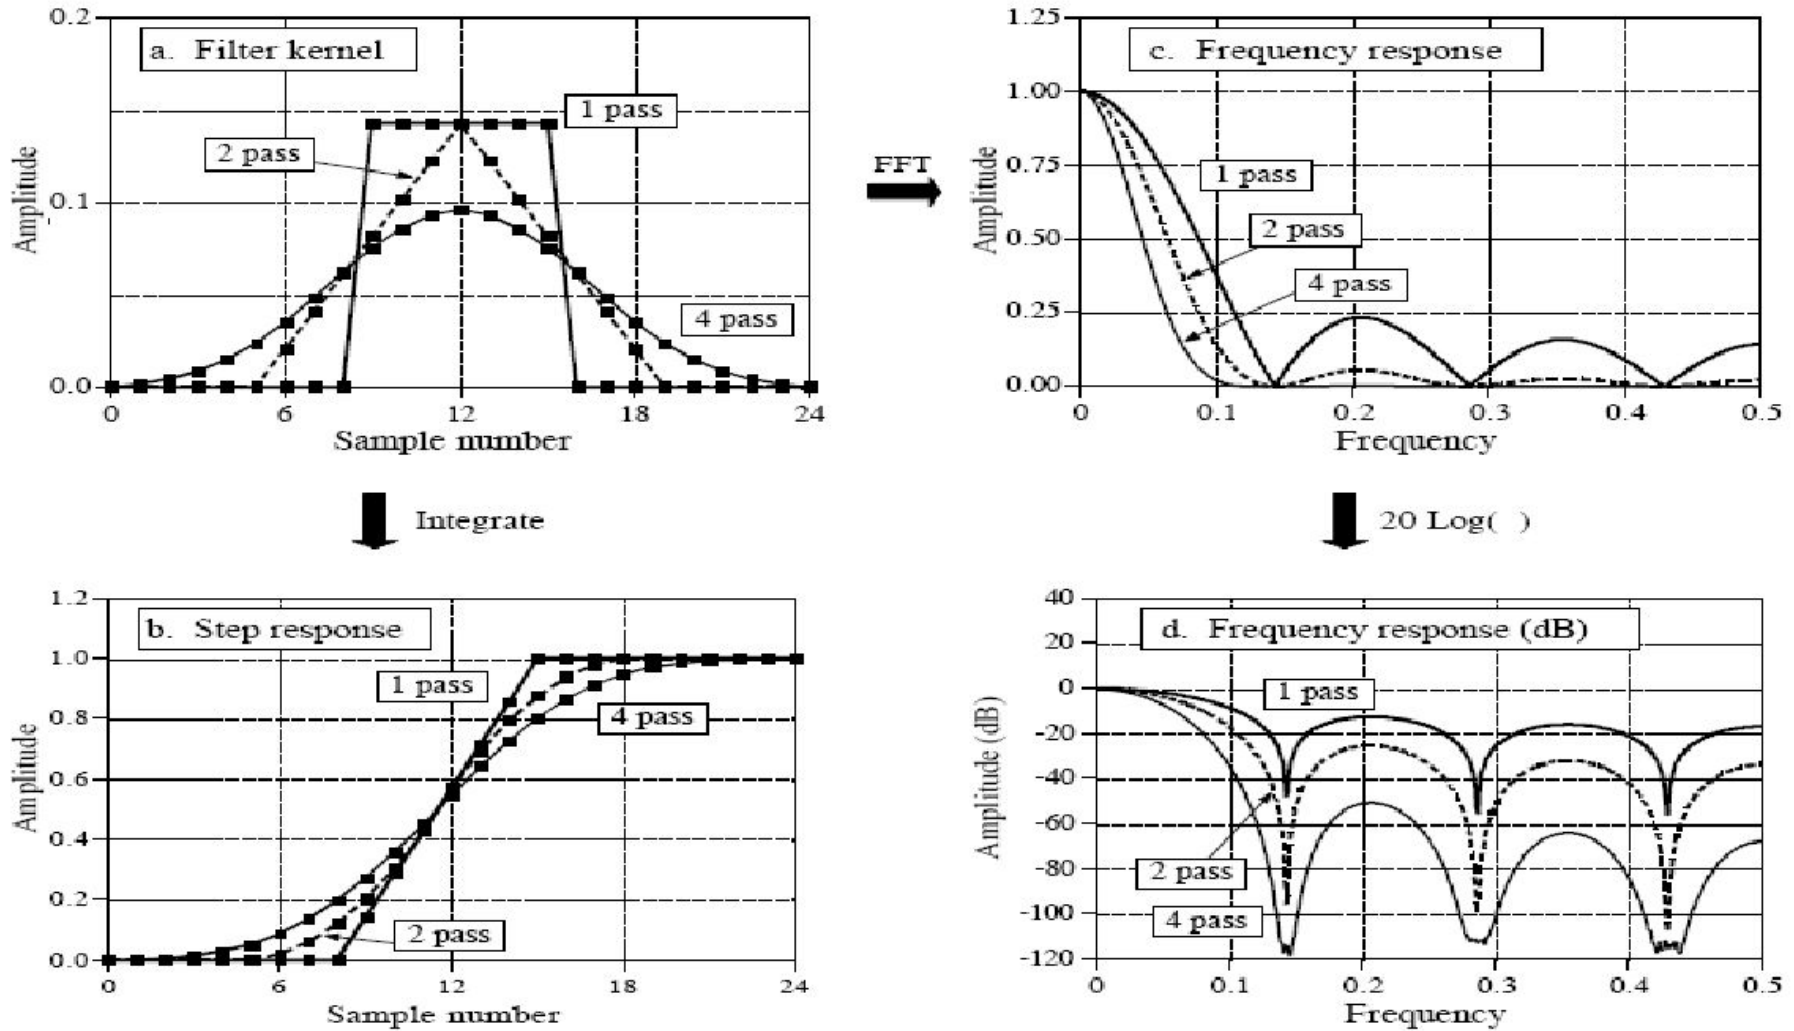 a. Filter kernel
0.2
0.1
0.0
Amplitude
1 pass
2 pass
4 pass
0 6 12 18 24
Sample number
FFT
c. Frequency response
1.25
1.00
0.75
0.50
0.25
0.00
Amplitude
1 pass
2 pass
4 pass
0 0.1 0.2 0.3 0.4 0.5
Frequency
Integrate
20 Log( )
b. Step response
1.2
1.0
0.8
0.6
0.4
0.2
0.0
Amplitude
1 pass
4 pass
2 pass
0 6 12 18 24
Sample number
d. Frequency response (dB)
40
20
0
-20
-40
-60
-80
-100
-120
Amplitude (dB)
1 pass
2 pass
4 pass
0 0.1 0.2 0.3 0.4 0.5
Frequency